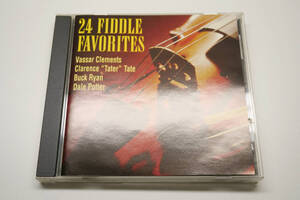 24 FIDDLE
FAVORITES
Vassar Clements
Clarence "Tater" Tate
Buck Ryan
Dale Potter